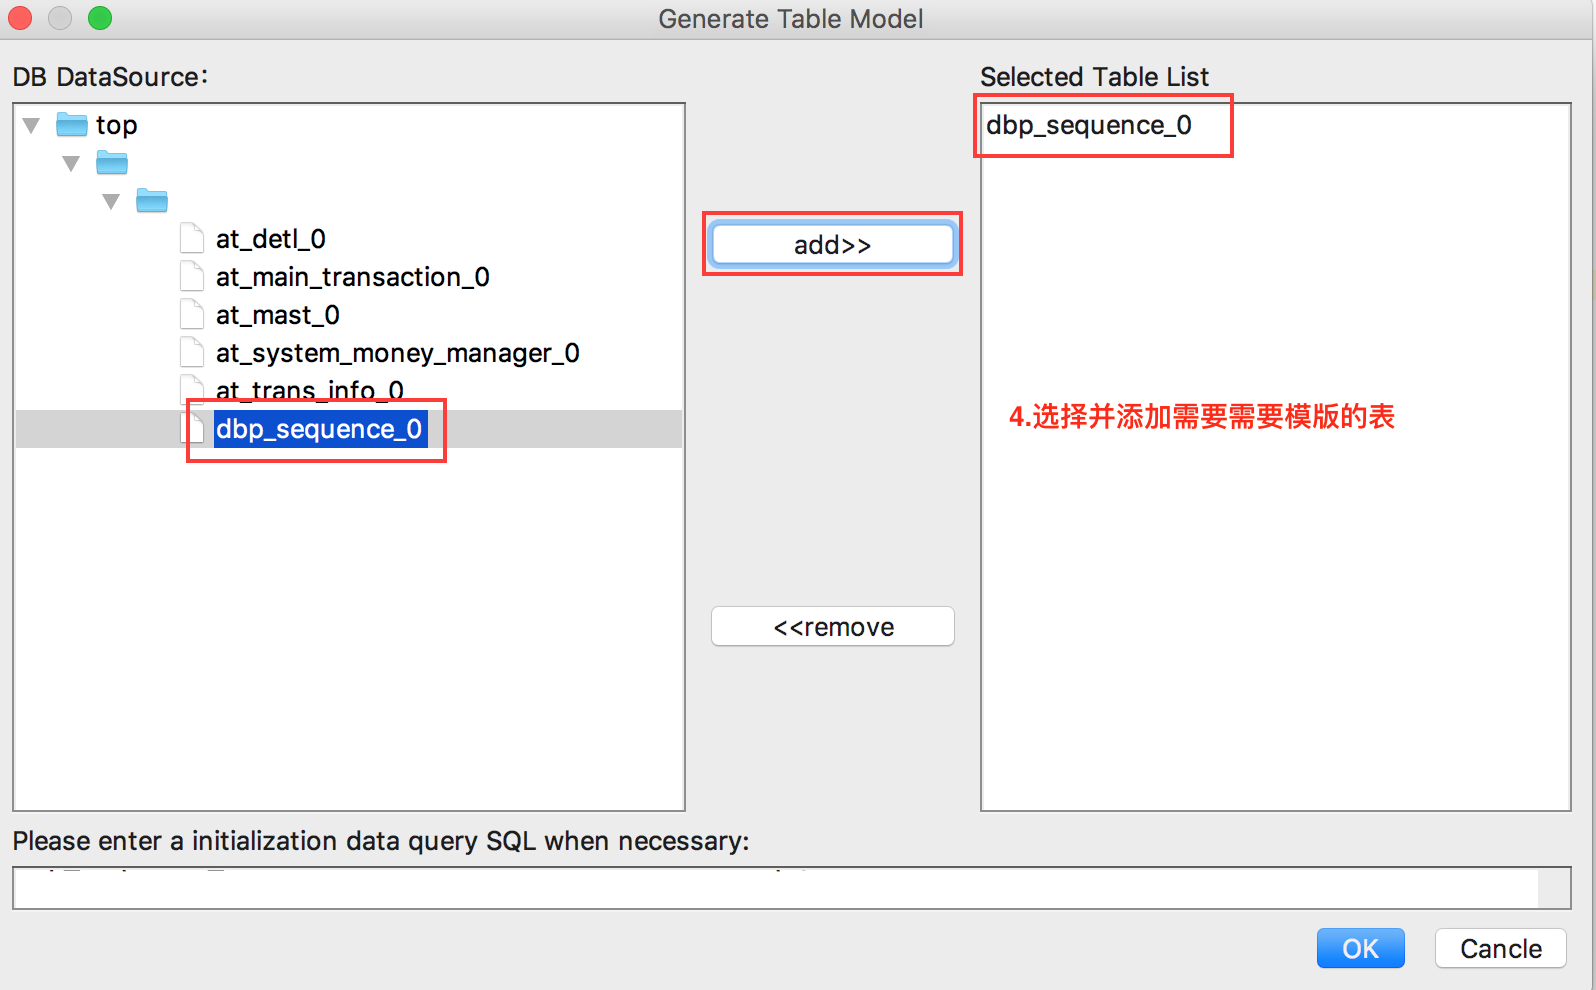 Generate Table Model
DB DataSource:
top
at_detl_0
at_main_transaction_0
at_mast_0
at_system_money_manager_0
at_trans_info_0
dbp_sequence_0
add>>
<<remove
Selected Table List
dbp_sequence_0
4.选择并添加需要需要模版的表
Please enter a initialization data query SQL when necessary:
OK
Cancle